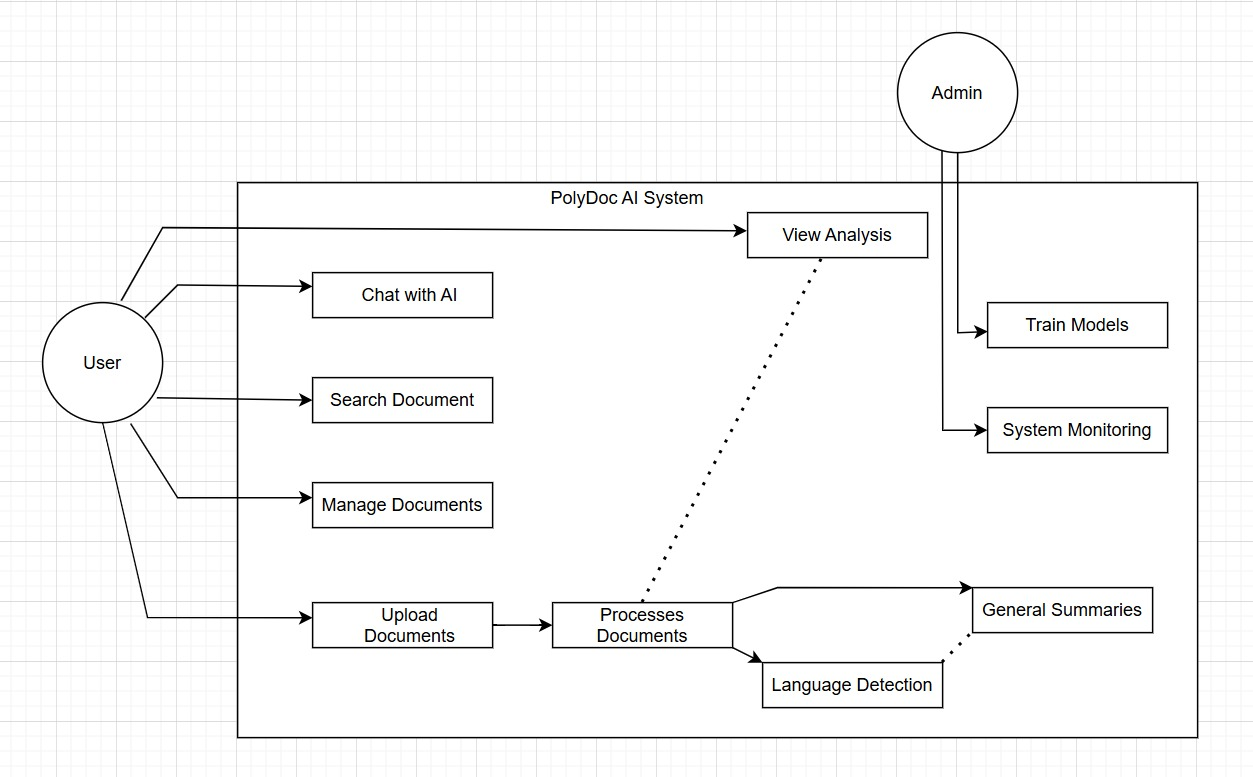 Admin
PolyDoc AI System
View Analysis
Chat with AI
Train Models
User
Search Document
System Monitoring
Manage Documents
Upload
Documents
Processes
Documents
General Summaries
Language Detection